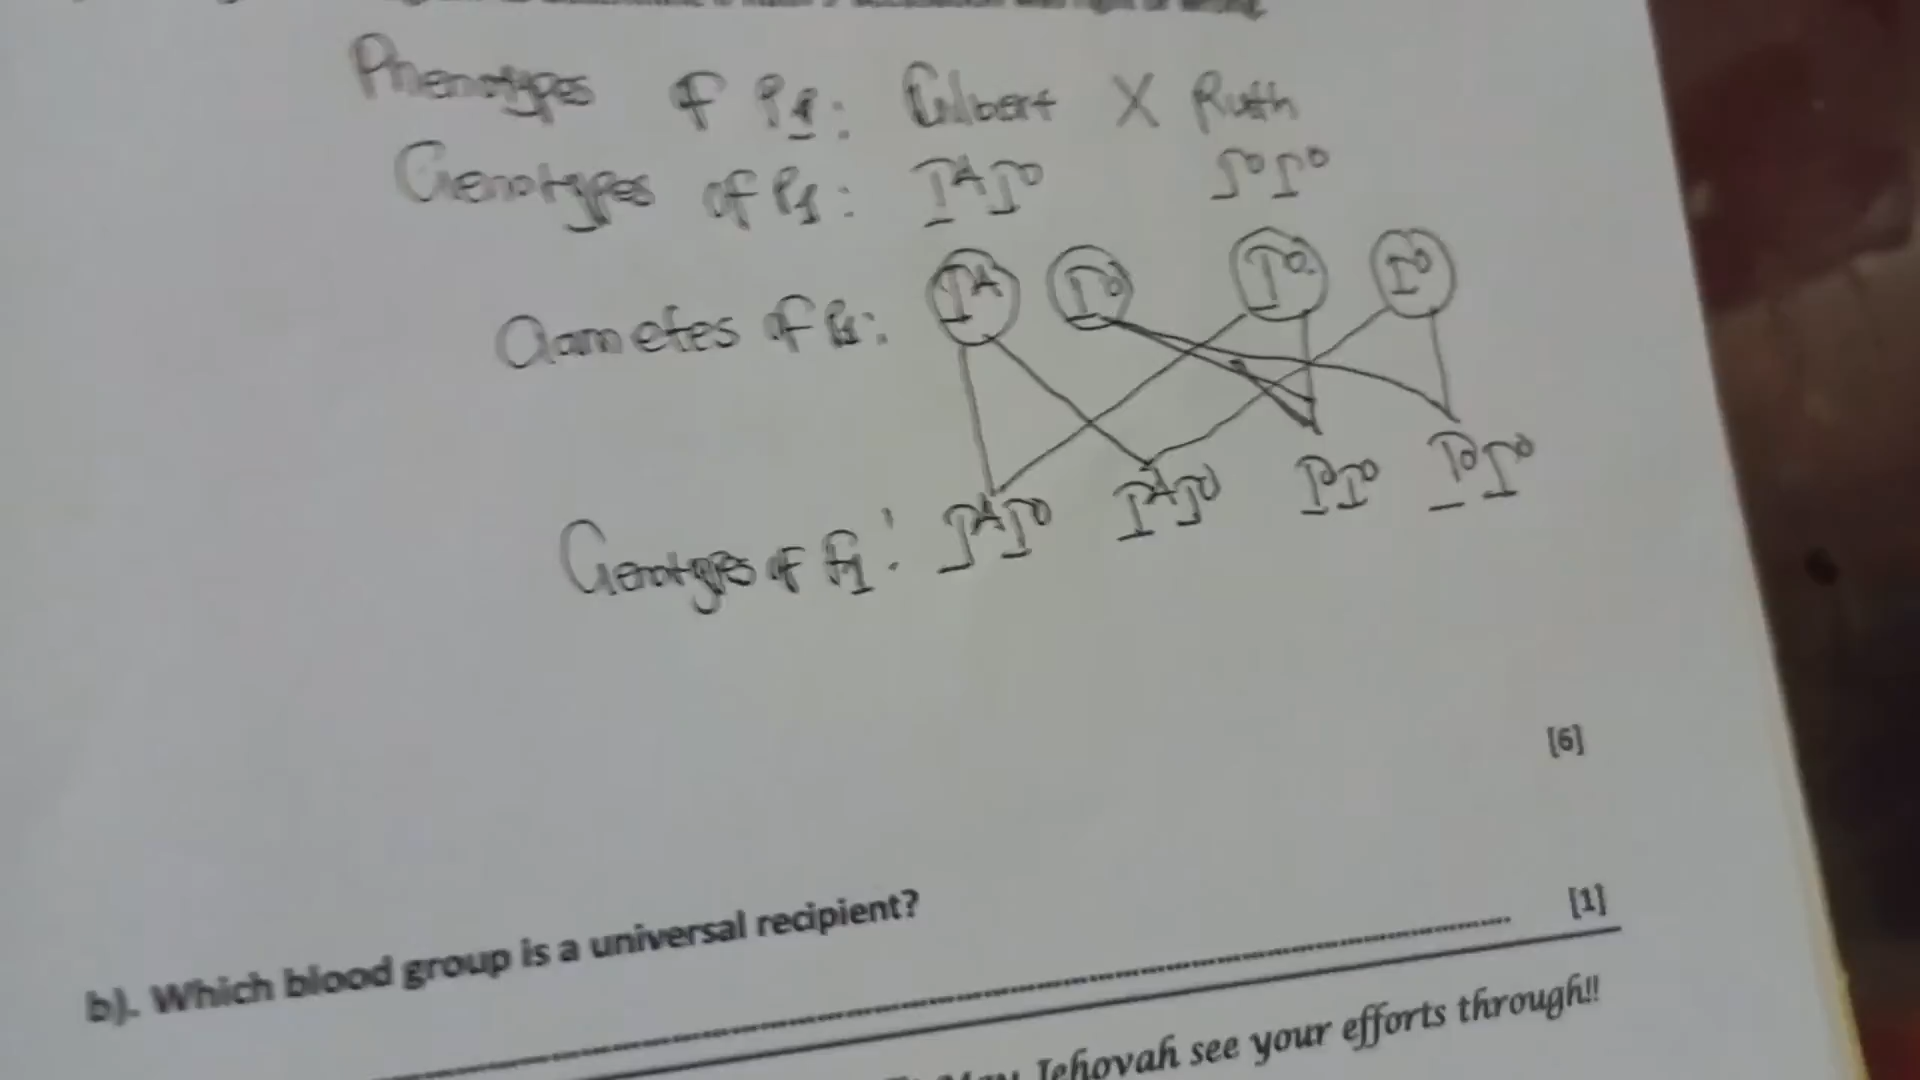 Phenotypes of P1: Gilbert X Ruth
Genotypes of P1: IᴬIᴼ IᴼIᴼ
Gametes of P1: Iᴬ Iᴼ Iᴼ Iᴼ
Genotypes of F1: IᴬIᴼ IᴬIᴼ IᴼIᴼ IᴼIᴼ
[6]
b). Which blood group is a universal recipient?
[1]
May Jehovah see your efforts through!!